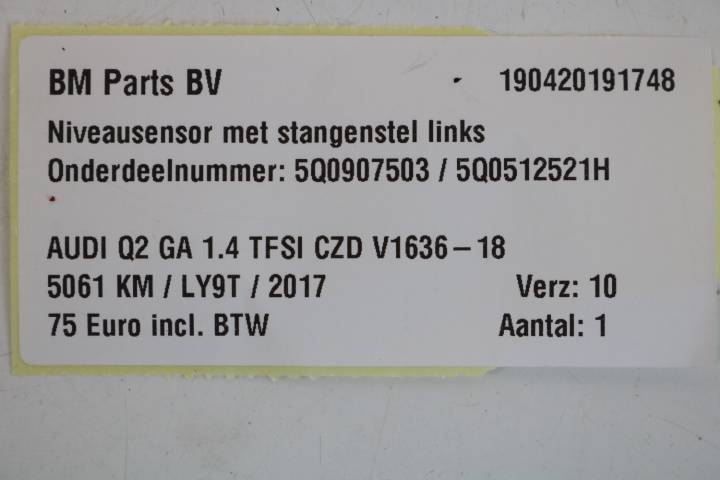 BM Parts BV 190420191748
Niveausensor met stangenstel links
Onderdeelnummer: 5Q0907503 / 5Q0512521H
AUDI Q2 GA 1.4 TFSI CZD V1636-18
5061 KM / LY9T / 2017 Verz: 10
75 Euro incl. BTW Aantal: 1